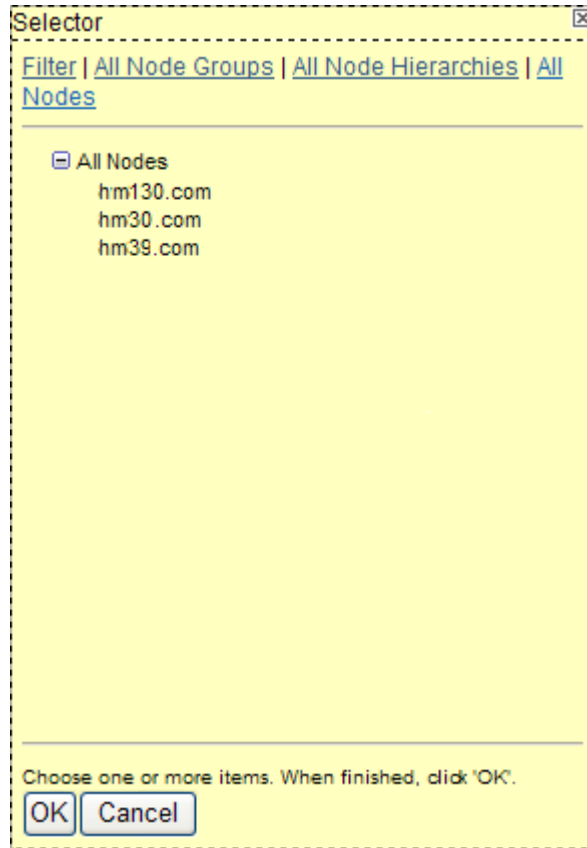 Selector
Filter | All Node Groups | All Node Hierarchies | All
Nodes
All Nodes
hm130.com
hm30.com
hm39.com
Choose one or more items. When finished, click 'OK'.
OK Cancel